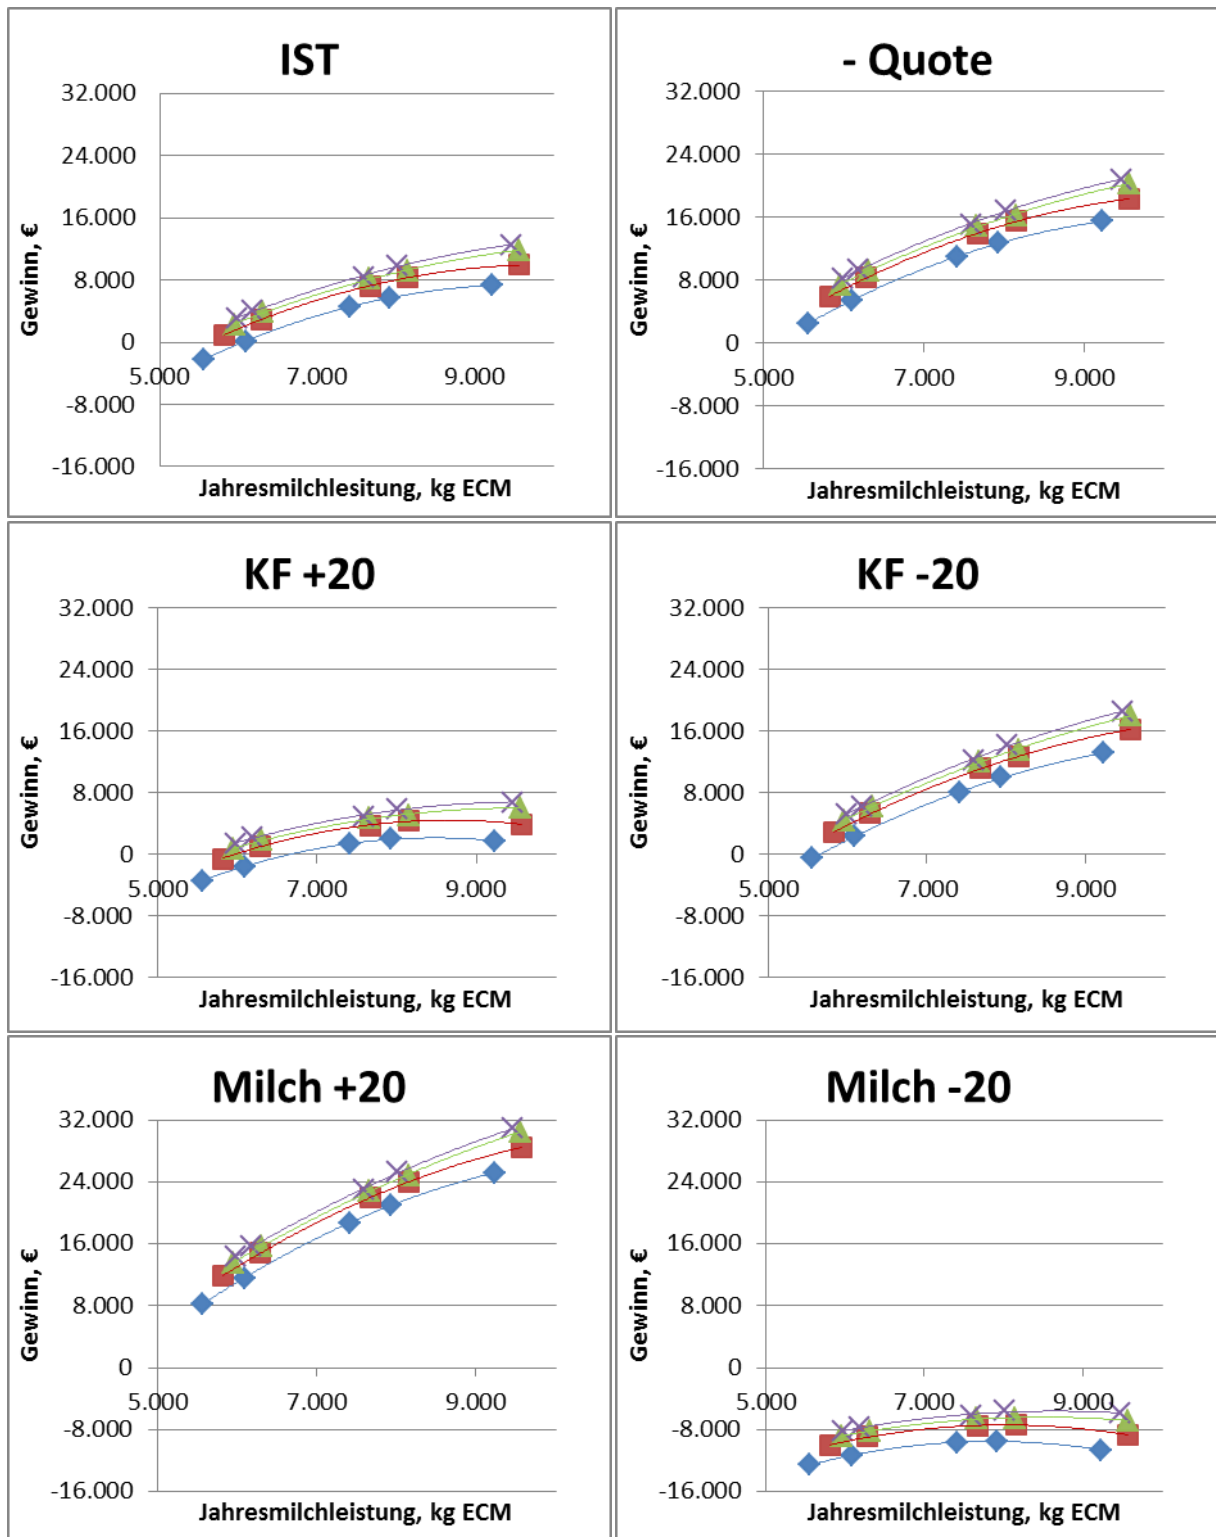 IST
32.000
24.000
16.000
8.000
0
-8.000
-16.000
5.000 7.000 9.000
Gewinn, €
Jahresmilchlesitung, kg ECM
- Quote
32.000
24.000
16.000
8.000
0
-8.000
-16.000
5.000 7.000 9.000
Gewinn, €
Jahresmilchleistung, kg ECM
KF +20
32.000
24.000
16.000
8.000
0
-8.000
-16.000
5.000 7.000 9.000
Gewinn, €
Jahresmilchleistung, kg ECM
KF -20
32.000
24.000
16.000
8.000
0
-8.000
-16.000
5.000 7.000 9.000
Gewinn, €
Jahresmilchleistung, kg ECM
Milch +20
32.000
24.000
16.000
8.000
0
-8.000
-16.000
5.000 7.000 9.000
Gewinn, €
Jahresmilchleistung, kg ECM
Milch -20
32.000
24.000
16.000
8.000
0
-8.000
-16.000
5.000 7.000 9.000
Gewinn, €
Jahresmilchleistung, kg ECM